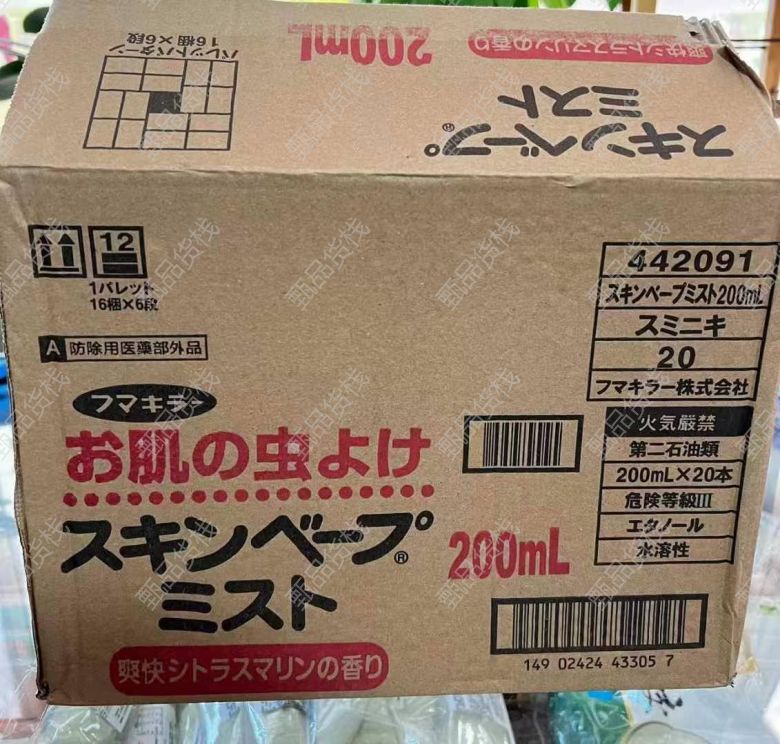 爽快シトラスマリンの香り
200mL
パレットパターン
16梱×6段
スキンベープ®
ミスト
12
1パレット
16梱×6段
A 防除用医薬部外品
フマキラー
お肌の虫よけ
スキンベープ®
ミスト
200mL
爽快シトラスマリンの香り
442091
スキンベープミスト200mL
スミニキ
20
フマキラー株式会社
火気厳禁
第二石油類
200mL×20本
危険等級III
エタノール
水溶性
149 02424 43305 7
甄品货栈